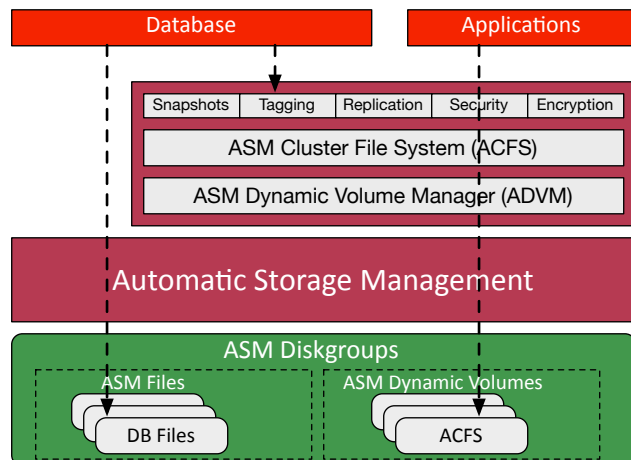 Database
Applications
Snapshots
Tagging
Replication
Security
Encryption
ASM Cluster File System (ACFS)
ASM Dynamic Volume Manager (ADVM)
Automatic Storage Management
ASM Diskgroups
ASM Files
ASM Dynamic Volumes
DB Files
ACFS